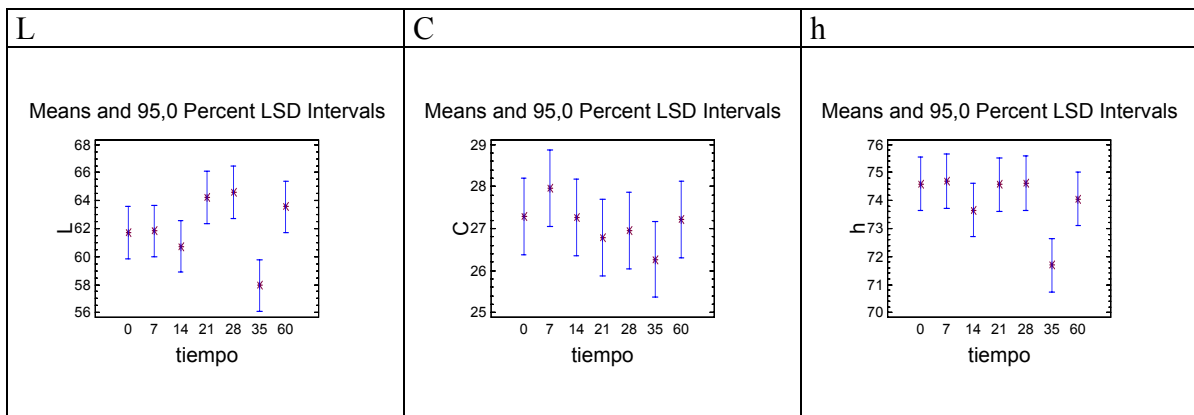 L
C
h
Means and 95,0 Percent LSD Intervals
68
66
64
62
60
58
56
L
0 7 14 21 28 35 60
tiempo
Means and 95,0 Percent LSD Intervals
29
28
27
26
25
C
0 7 14 21 28 35 60
tiempo
Means and 95,0 Percent LSD Intervals
76
75
74
73
72
71
70
h
0 7 14 21 28 35 60
tiempo